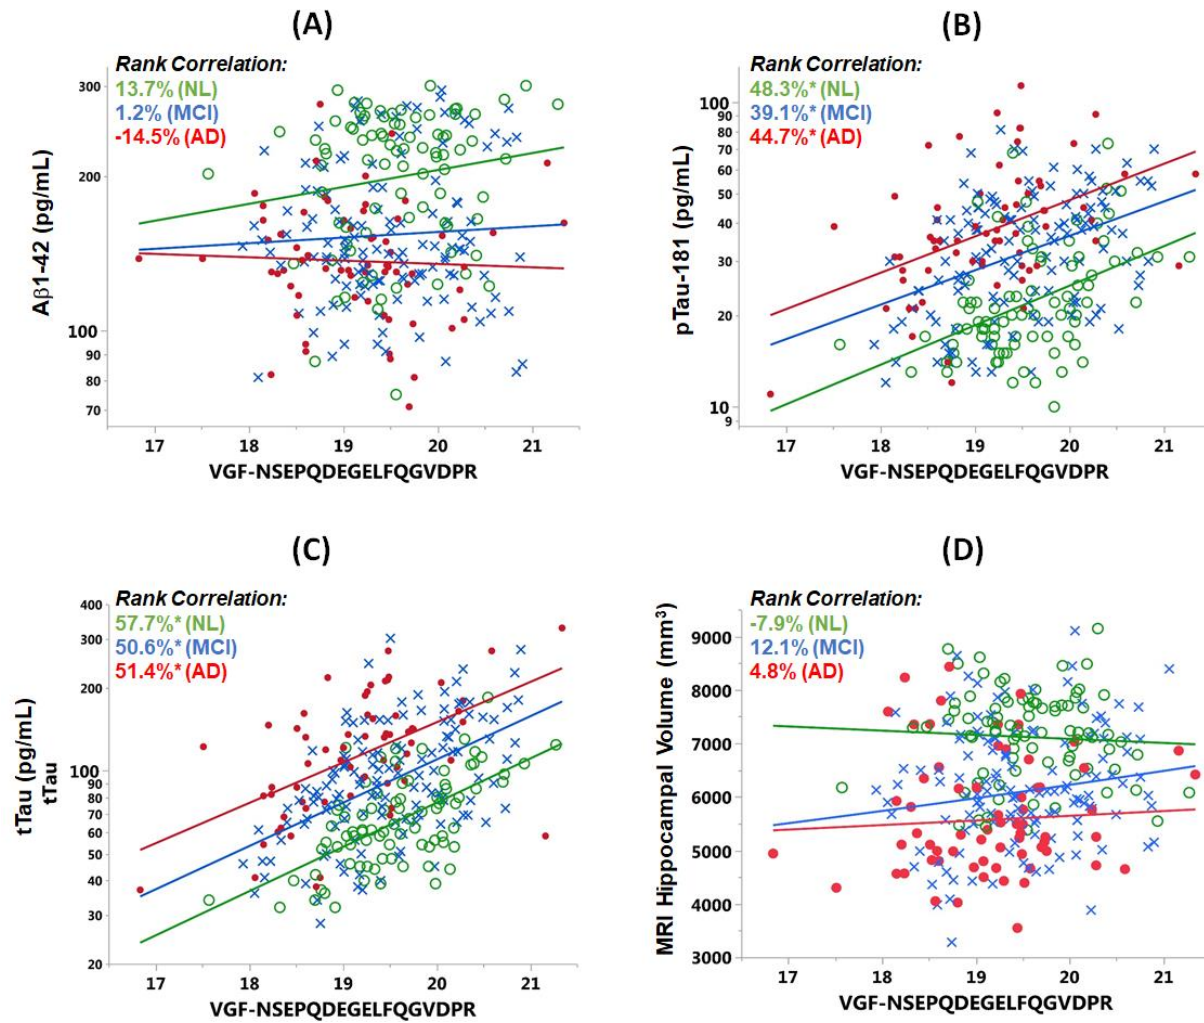 (A)
Rank Correlation:
13.7% (NL)
1.2% (MCI)
-14.5% (AD)
300
200
100
90
80
70
Aβ1-42 (pg/mL)
17 18 19 20 21
VGF-NSEPQDEGELFQGVDPR
(B)
Rank Correlation:
48.3%* (NL)
39.1%* (MCI)
44.7%* (AD)
100
90
80
70
60
50
40
30
20
10
9
pTau-181 (pg/mL)
17 18 19 20 21
VGF-NSEPQDEGELFQGVDPR
(C)
Rank Correlation:
57.7%* (NL)
50.6%* (MCI)
51.4%* (AD)
400
300
200
100
80
70
60
50
40
30
20
tTau (pg/mL)
tTau
17 18 19 20 21
VGF-NSEPQDEGELFQGVDPR
(D)
Rank Correlation:
-7.9% (NL)
12.1% (MCI)
4.8% (AD)
9000
8000
7000
6000
5000
4000
3000
MRI Hippocampal Volume (mm³)
17 18 19 20 21
VGF-NSEPQDEGELFQGVDPR